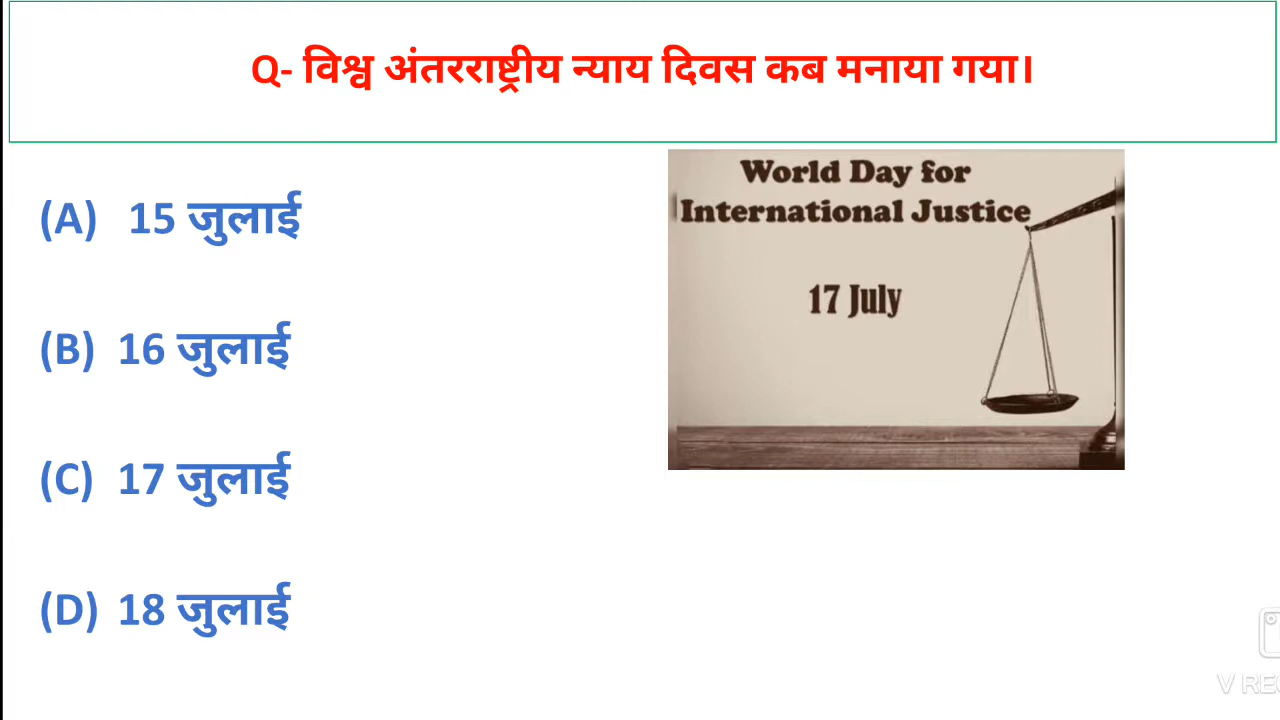 Q- विश्व अंतरराष्ट्रीय न्याय दिवस कब मनाया गया।
(A) 15 जुलाई
(B) 16 जुलाई
(C) 17 जुलाई
(D) 18 जुलाई
World Day for
International Justice
17 July